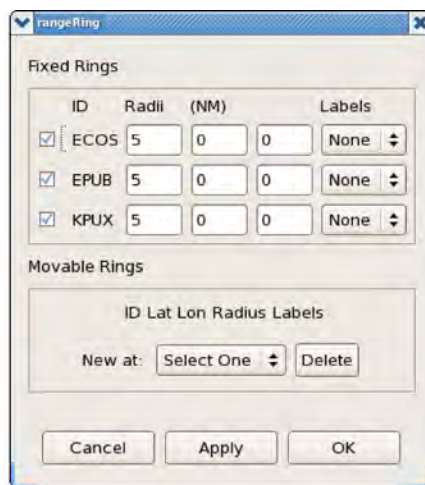 rangeRing
Fixed Rings
ID Radii (NM) Labels
ECOS 5 0 0 None
EPUB 5 0 0 None
KPUX 5 0 0 None
Movable Rings
ID Lat Lon Radius Labels
New at: Select One Delete
Cancel Apply OK